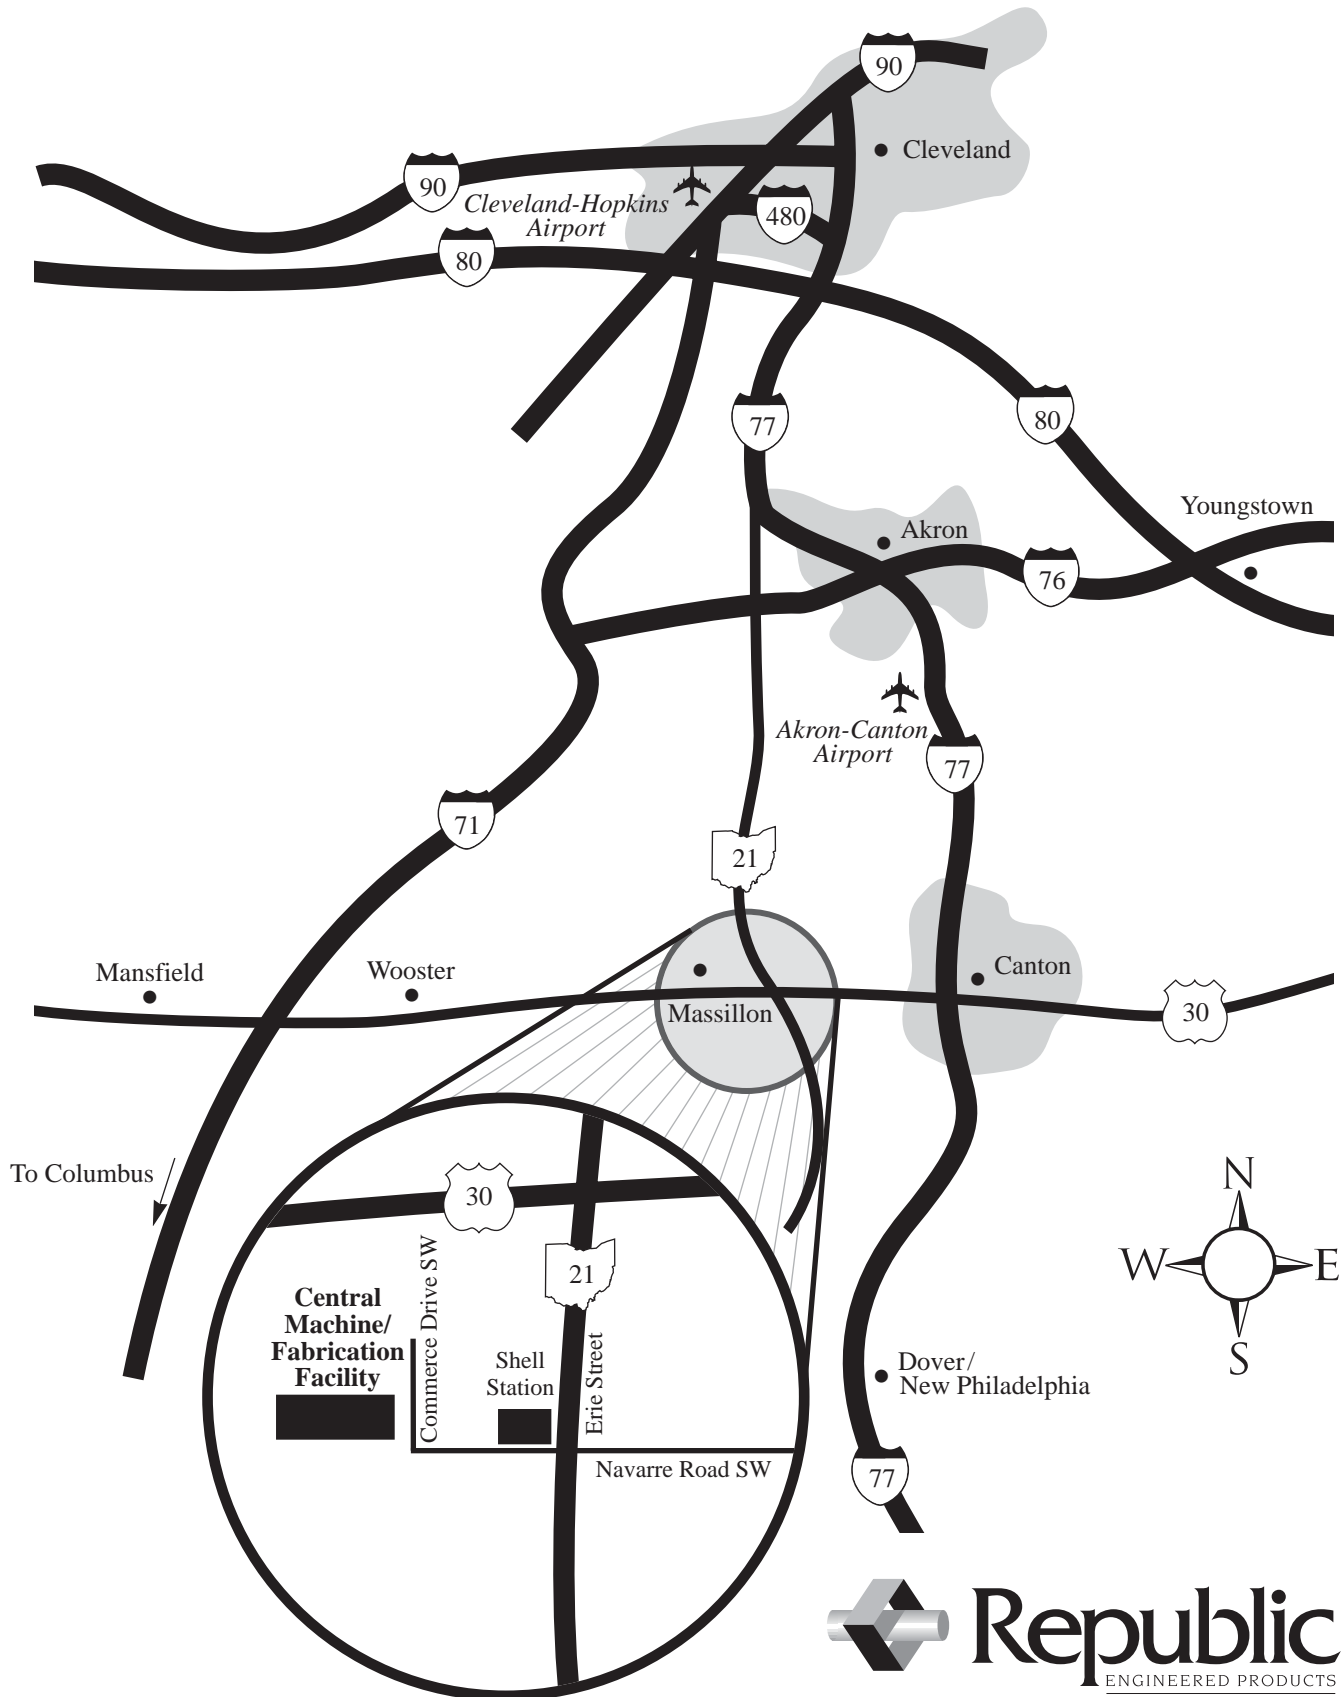 90
Cleveland
90
Cleveland-Hopkins
Airport
480
80
77
80
Youngstown
Akron
76
Akron-Canton
Airport
77
71
21
Mansfield
Wooster
Canton
Massillon
30
To Columbus
30
N
W
E
S
21
Commerce Drive SW
Central
Machine/
Fabrication
Facility
Shell
Station
Erie Street
Dover/
New Philadelphia
Navarre Road SW
77
Republic
ENGINEERED PRODUCTS